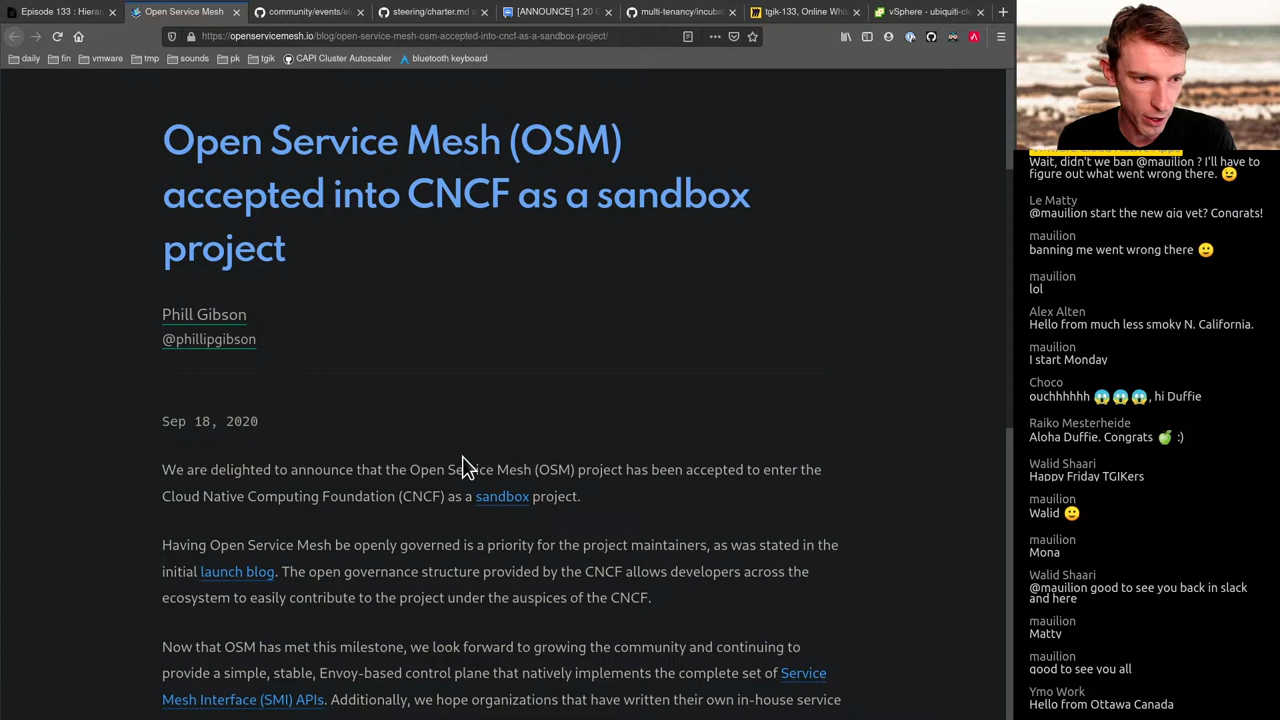 Episode 133 : Hierar
Open Service Mesh
community/events/el
steering/charter.md a
[ANNOUNCE] 1.20 C
multi-tenancy/incub
tgik-133, Online Whi
vSphere - ubiquiti-cl
https://openservicemesh.io/blog/open-service-mesh-osm-accepted-into-cncf-as-a-sandbox-project/
daily
fin
vmware
tmp
sounds
pk
tgik
CAPI Cluster Autoscaler
bluetooth keyboard
Open Service Mesh (OSM)
accepted into CNCF as a sandbox
project
Phill Gibson
@phillipgibson
Sep 18, 2020
We are delighted to announce that the Open Service Mesh (OSM) project has been accepted to enter the
Cloud Native Computing Foundation (CNCF) as a sandbox project.
Having Open Service Mesh be openly governed is a priority for the project maintainers, as was stated in the
initial launch blog. The open governance structure provided by the CNCF allows developers across the
ecosystem to easily contribute to the project under the auspices of the CNCF.
Now that OSM has met this milestone, we look forward to growing the community and continuing to
provide a simple, stable, Envoy-based control plane that natively implements the complete set of Service
Mesh Interface (SMI) APIs. Additionally, we hope organizations that have written their own in-house service
Wait, didn't we ban @mauilion ? I'll have to
figure out what went wrong there. 😉
Le Matty
@mauilion start the new gig yet? Congrats!
mauilion
banning me went wrong there 🙂
mauilion
lol
Alex Alten
Hello from much less smoky N. California.
mauilion
I start Monday
Choco
ouchhhhhh 😱😱😱, hi Duffie
Raiko Mesterheide
Aloha Duffie. Congrats 🍏 :)
Walid Shaari
Happy Friday TGIKers
mauilion
Walid 🙂
mauilion
Mona
Walid Shaari
@mauilion good to see you back in slack
and here
mauilion
Matty
mauilion
good to see you all
Ymo Work
Hello from Ottawa Canada